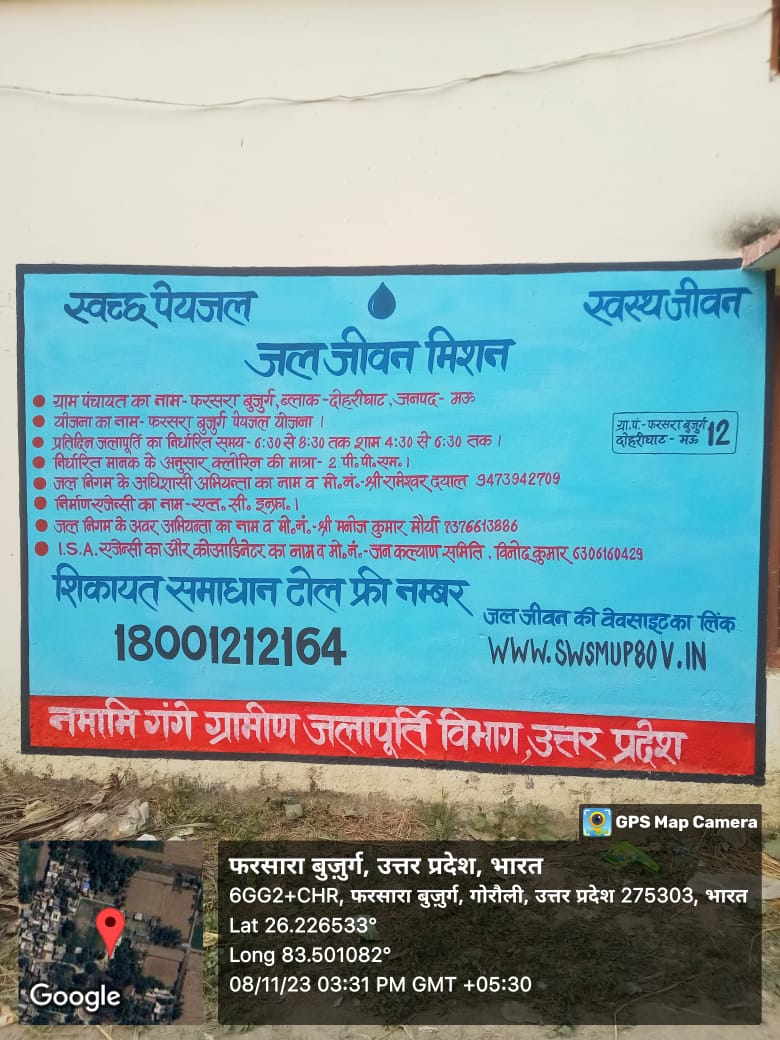 स्वच्छ पेयजल
स्वस्थ जीवन
जल जीवन मिशन
ग्राम पंचायत का नाम- फरसरा बुजुर्ग, ब्लाक - दोहरीघाट, जनपद- मऊ
योजना का नाम- फरसरा बुजुर्ग पेयजल योजना ।
प्रतिदिन जलापूर्ति का निर्धारित समय- 6:30 से 8:30 तक शाम 4:30 से 6:30 तक ।
निर्धारित मानक के अनुसार क्लोरिन की मात्रा- 2 पी.पी.एम.।
जल निगम के अधिशासी अभियन्ता का नाम व मो.नं.-श्री रामेश्वर दयाल 9473942709
निर्माण एजेन्सी का नाम-एल. सी. इन्फ्रा.।
जल निगम के अवर अभियन्ता का नाम व मो.नं.-श्री मनोज कुमार मौर्या 7376613886
I.S.A. एजेन्सी का और कोआडिनेटर का नाम व मो.नं.-जन कल्याण समिति, विनोद कुमार 6306160429
ग्रा.पं.-फरसरा बुजुर्ग
दोहरीघाट - मऊ 12
शिकायत समाधान टोल फ्री नम्बर
18001212164
जल जीवन की वेवसाइट का लिंक
WWW.SWSMUP80V.IN
नमामि गंगे ग्रामीण जलापूर्ति विभाग, उत्तर प्रदेश
GPS Map Camera
फरसारा बुज़ुर्ग, उत्तर प्रदेश, भारत
6GG2+CHR, फरसारा बुज़ुर्ग, गोरौली, उत्तर प्रदेश 275303, भारत
Lat 26.226533°
Long 83.501082°
08/11/23 03:31 PM GMT +05:30
Google